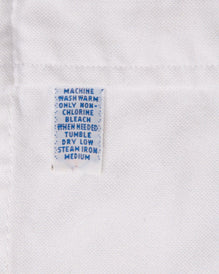 MACHINE
WASH WARM
ONLY NON-
CHLORINE
BLEACH
WHEN NEEDED
TUMBLE
DRY LOW
STEAM IRON
MEDIUM